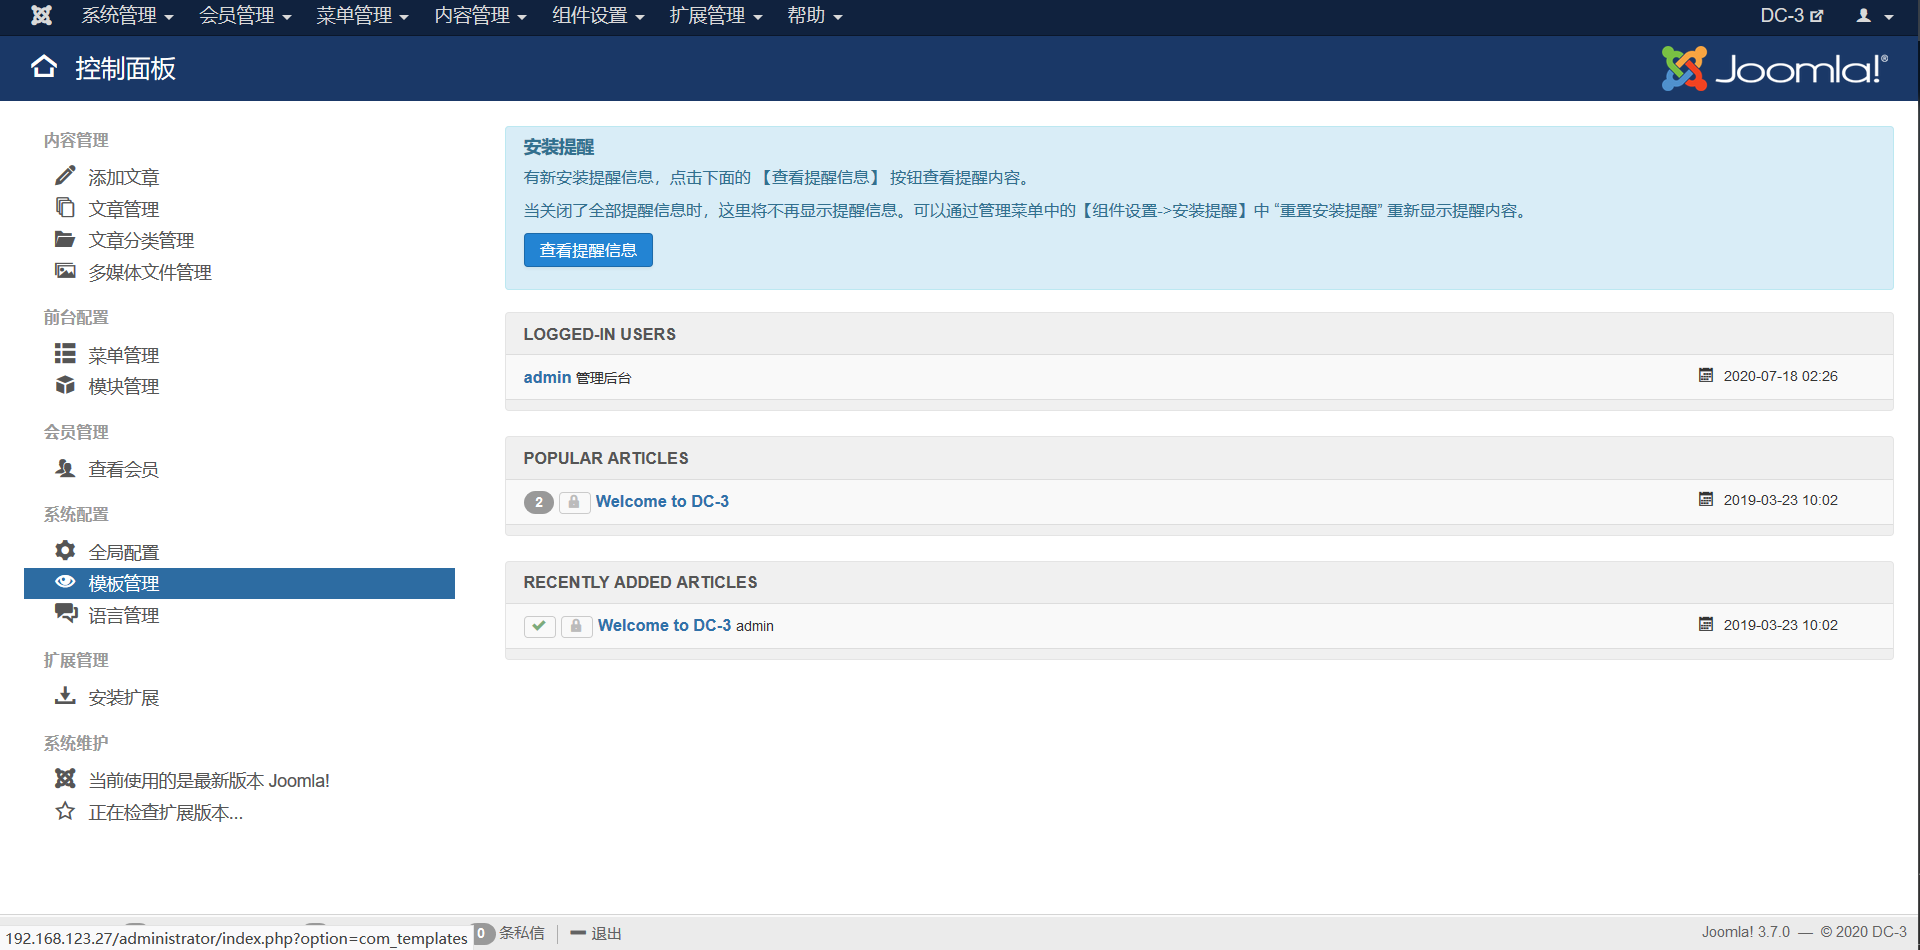 系统管理 会员管理 菜单管理 内容管理 组件设置 扩展管理 帮助 DC-3
控制面板 Joomla!®
内容管理
添加文章
文章管理
文章分类管理
多媒体文件管理
前台配置
菜单管理
模块管理
会员管理
查看会员
系统配置
全局配置
模板管理
语言管理
扩展管理
安装扩展
系统维护
当前使用的是最新版本 Joomla!
正在检查扩展版本...
安装提醒
有新安装提醒信息，点击下面的 【查看提醒信息】 按钮查看提醒内容。
当关闭了全部提醒信息时，这里将不再显示提醒信息。可以通过管理菜单中的【组件设置->安装提醒】中 “重置安装提醒” 重新显示提醒内容。
查看提醒信息
LOGGED-IN USERS
admin 管理后台 2020-07-18 02:26
POPULAR ARTICLES
2 Welcome to DC-3 2019-03-23 10:02
RECENTLY ADDED ARTICLES
Welcome to DC-3 admin 2019-03-23 10:02
192.168.123.27/administrator/index.php?option=com_templates 0 条私信 退出 Joomla! 3.7.0 — © 2020 DC-3